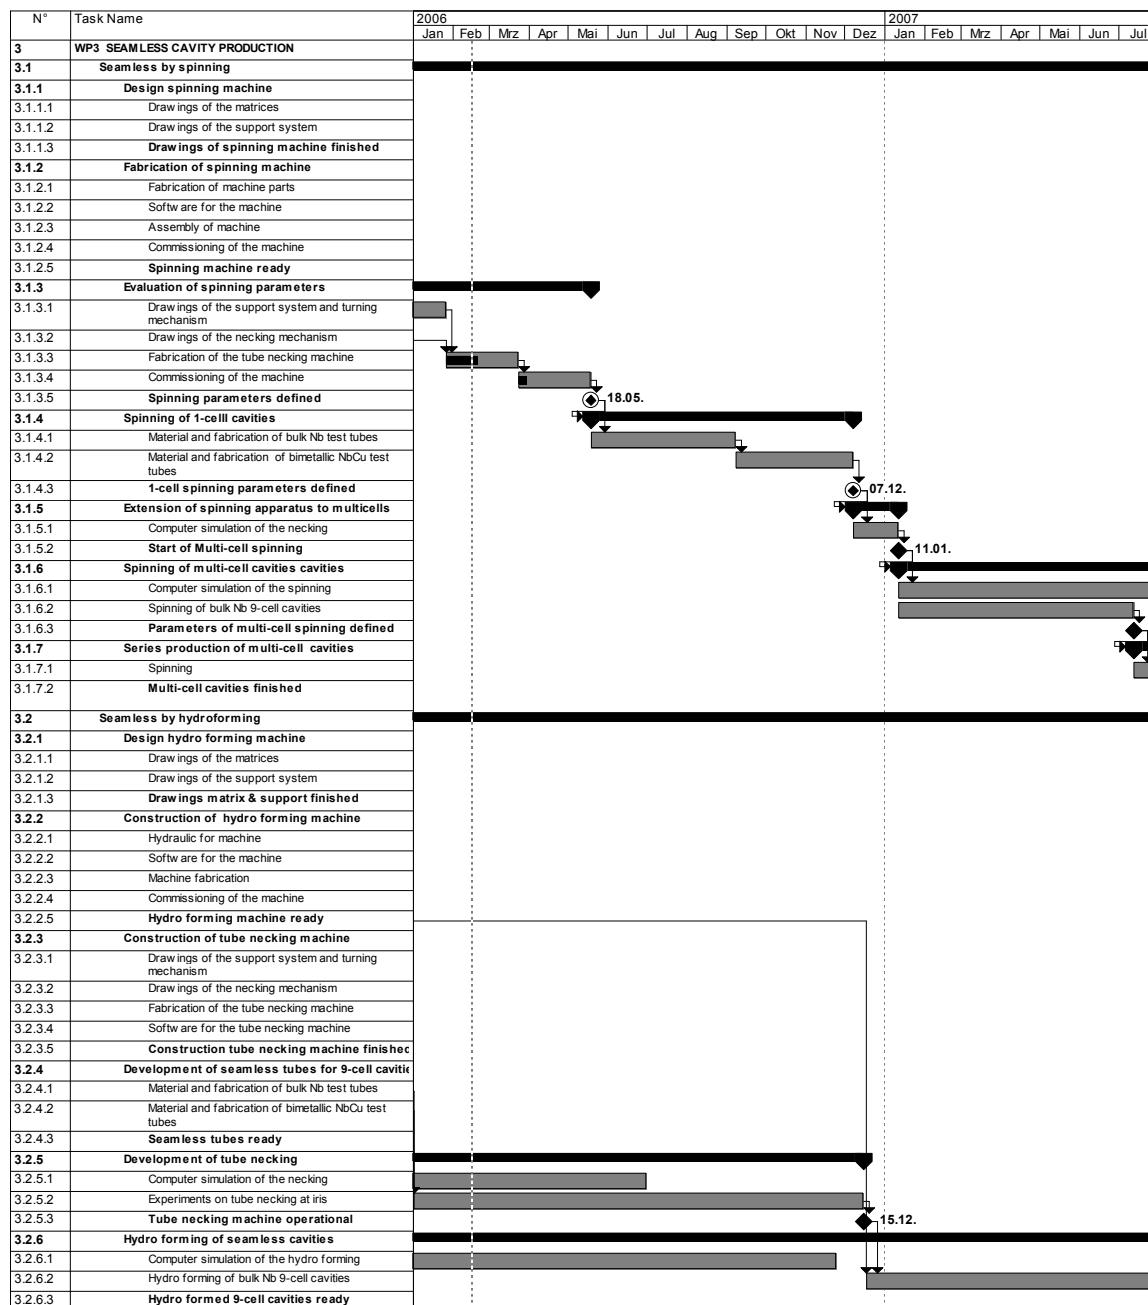 N° Task Name 2006 2007
Jan Feb Mrz Apr Mai Jun Jul Aug Sep Okt Nov Dez Jan Feb Mrz Apr Mai Jun Jul
3 WP3 SEAMLESS CAVITY PRODUCTION
3.1 Seamless by spinning
3.1.1 Design spinning machine
3.1.1.1 Drawings of the matrices
3.1.1.2 Drawings of the support system
3.1.1.3 Drawings of spinning machine finished
3.1.2 Fabrication of spinning machine
3.1.2.1 Fabrication of machine parts
3.1.2.2 Software for the machine
3.1.2.3 Assembly of machine
3.1.2.4 Commissioning of the machine
3.1.2.5 Spinning machine ready
3.1.3 Evaluation of spinning parameters
3.1.3.1 Drawings of the support system and turning
mechanism
3.1.3.2 Drawings of the necking mechanism
3.1.3.3 Fabrication of the tube necking machine
3.1.3.4 Commissioning of the machine
3.1.3.5 Spinning parameters defined 18.05.
3.1.4 Spinning of 1-celll cavities
3.1.4.1 Material and fabrication of bulk Nb test tubes
3.1.4.2 Material and fabrication of bimetallic NbCu test
tubes
3.1.4.3 1-cell spinning parameters defined 07.12.
3.1.5 Extension of spinning apparatus to multicells
3.1.5.1 Computer simulation of the necking
3.1.5.2 Start of Multi-cell spinning 11.01.
3.1.6 Spinning of multi-cell cavities cavities
3.1.6.1 Computer simulation of the spinning
3.1.6.2 Spinning of bulk Nb 9-cell cavities
3.1.6.3 Parameters of multi-cell spinning defined
3.1.7 Series production of multi-cell cavities
3.1.7.1 Spinning
3.1.7.2 Multi-cell cavities finished
3.2 Seamless by hydroforming
3.2.1 Design hydro forming machine
3.2.1.1 Drawings of the matrices
3.2.1.2 Drawings of the support system
3.2.1.3 Drawings matrix & support finished
3.2.2 Construction of hydro forming machine
3.2.2.1 Hydraulic for machine
3.2.2.2 Software for the machine
3.2.2.3 Machine fabrication
3.2.2.4 Commissioning of the machine
3.2.2.5 Hydro forming machine ready
3.2.3 Construction of tube necking machine
3.2.3.1 Drawings of the support system and turning
mechanism
3.2.3.2 Drawings of the necking mechanism
3.2.3.3 Fabrication of the tube necking machine
3.2.3.4 Software for the tube necking machine
3.2.3.5 Construction tube necking machine finished
3.2.4 Development of seamless tubes for 9-cell cavitie
3.2.4.1 Material and fabrication of bulk Nb test tubes
3.2.4.2 Material and fabrication of bimetallic NbCu test
tubes
3.2.4.3 Seamless tubes ready
3.2.5 Development of tube necking
3.2.5.1 Computer simulation of the necking
3.2.5.2 Experiments on tube necking at iris
3.2.5.3 Tube necking machine operational 15.12.
3.2.6 Hydro forming of seamless cavities
3.2.6.1 Computer simulation of the hydro forming
3.2.6.2 Hydro forming of bulk Nb 9-cell cavities
3.2.6.3 Hydro formed 9-cell cavities ready